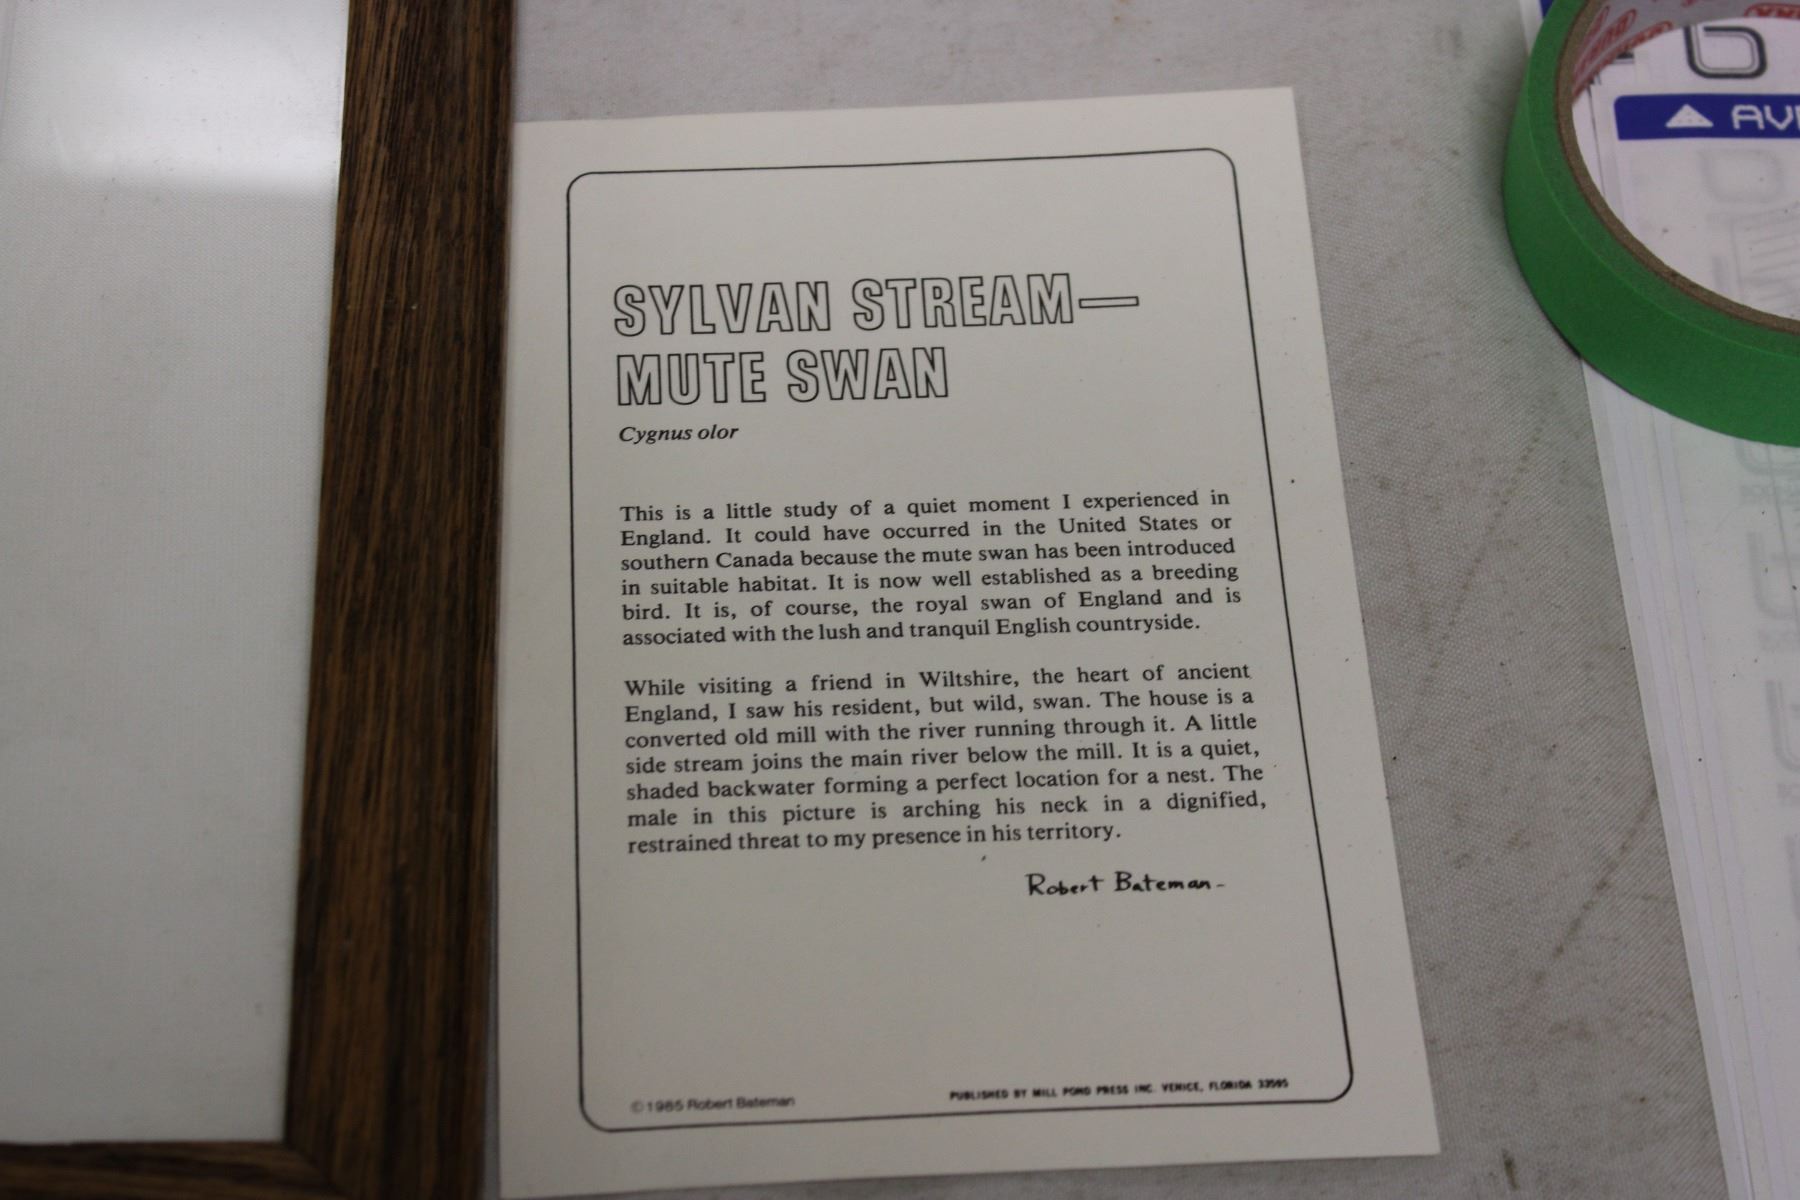 SYLVAN STREAM—
MUTE SWAN
Cygnus olor
This is a little study of a quiet moment I experienced in
England. It could have occurred in the United States or
southern Canada because the mute swan has been introduced
in suitable habitat. It is now well established as a breeding
bird. It is, of course, the royal swan of England and is
associated with the lush and tranquil English countryside.
While visiting a friend in Wiltshire, the heart of ancient
England, I saw his resident, but wild, swan. The house is a
converted old mill with the river running through it. A little
side stream joins the main river below the mill. It is a quiet,
shaded backwater forming a perfect location for a nest. The
male in this picture is arching his neck in a dignified,
restrained threat to my presence in his territory.
Robert Bateman-
© 1985 Robert Bateman
PUBLISHED BY MILL POND PRESS INC. VENICE, FLORIDA 33595